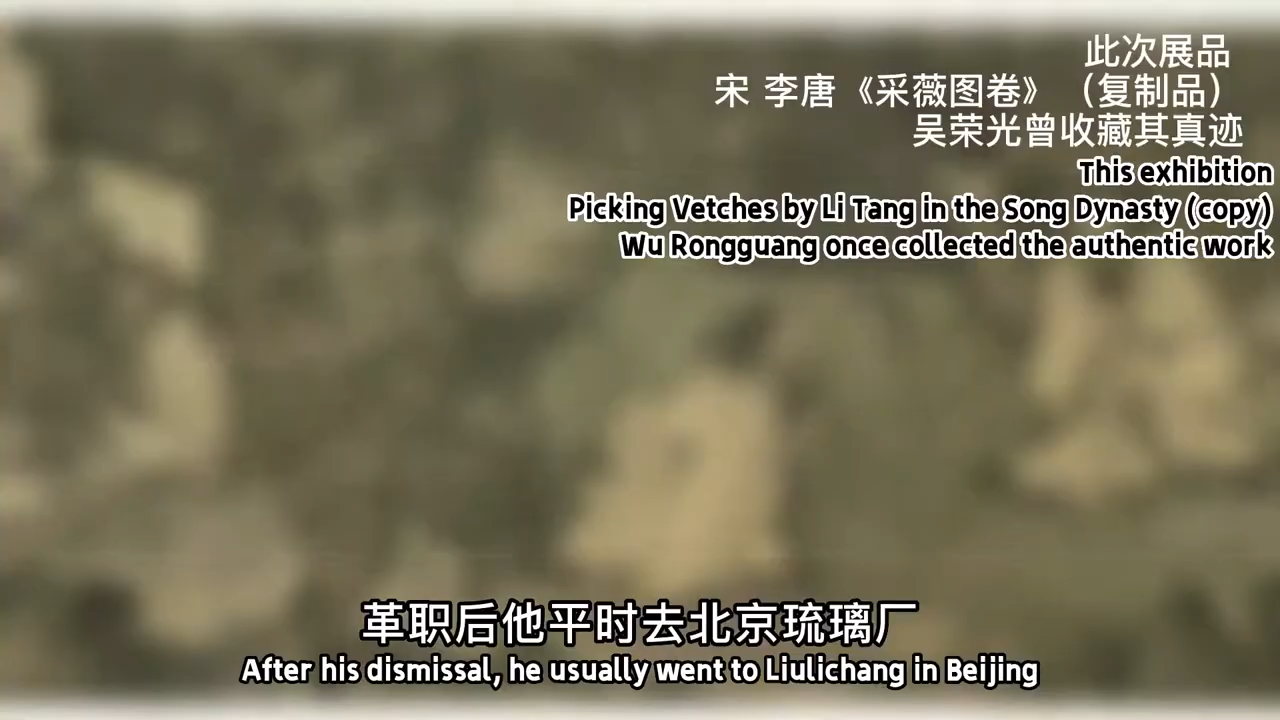 此次展品
宋 李唐《采薇图卷》（复制品）
吴荣光曾收藏其真迹
This exhibition
Picking Vetches by Li Tang in the Song Dynasty (copy)
Wu Rongguang once collected the authentic work
革职后他平时去北京琉璃厂
After his dismissal, he usually went to Liulichang in Beijing